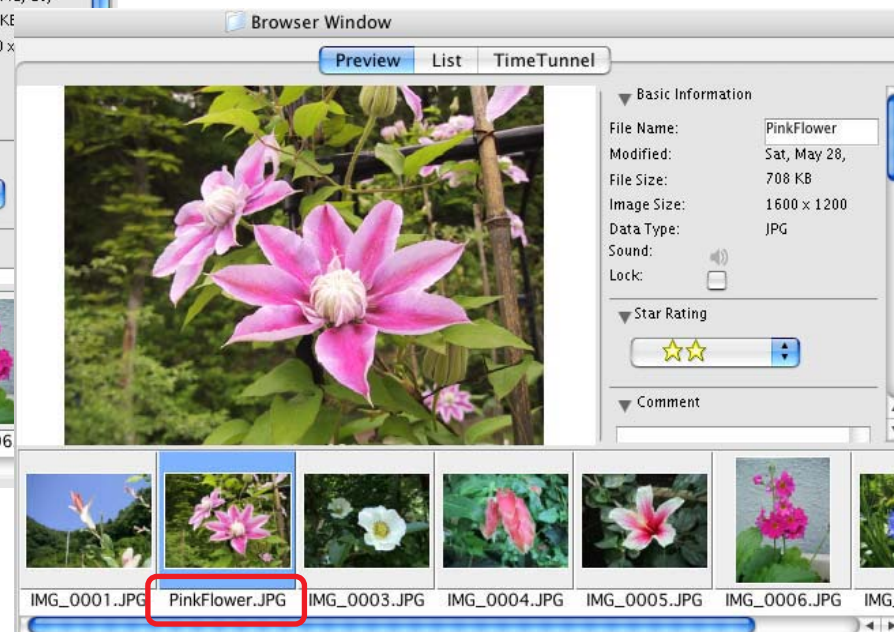 Browser Window
Preview List TimeTunnel
Basic Information
File Name: PinkFlower
Modified: Sat, May 28,
File Size: 708 KB
Image Size: 1600 x 1200
Data Type: JPG
Sound:
Lock:
Star Rating
Comment
IMG_0001.JPG PinkFlower.JPG IMG_0003.JPG IMG_0004.JPG IMG_0005.JPG IMG_0006.JPG IMG_